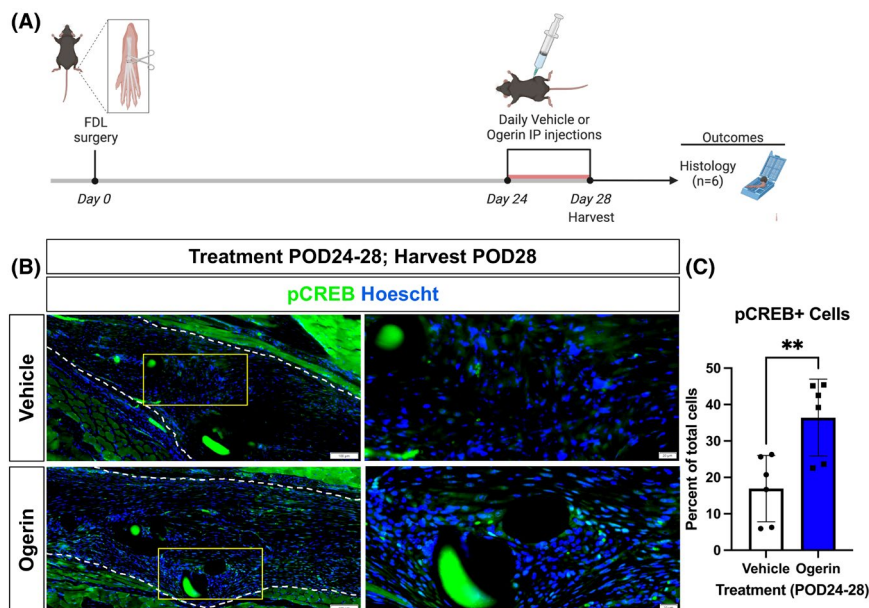 (A)
FDL
surgery
Daily Vehicle or
Ogerin IP injections
Outcomes
Histology
(n=6)
Day 0
Day 24
Day 28
Harvest
(B)
Treatment POD24-28; Harvest POD28
pCREB Hoescht
Vehicle
Ogerin
(C)
pCREB+ Cells
**
Percent of total cells
50
40
30
20
10
0
Vehicle
Ogerin
Treatment (POD24-28)